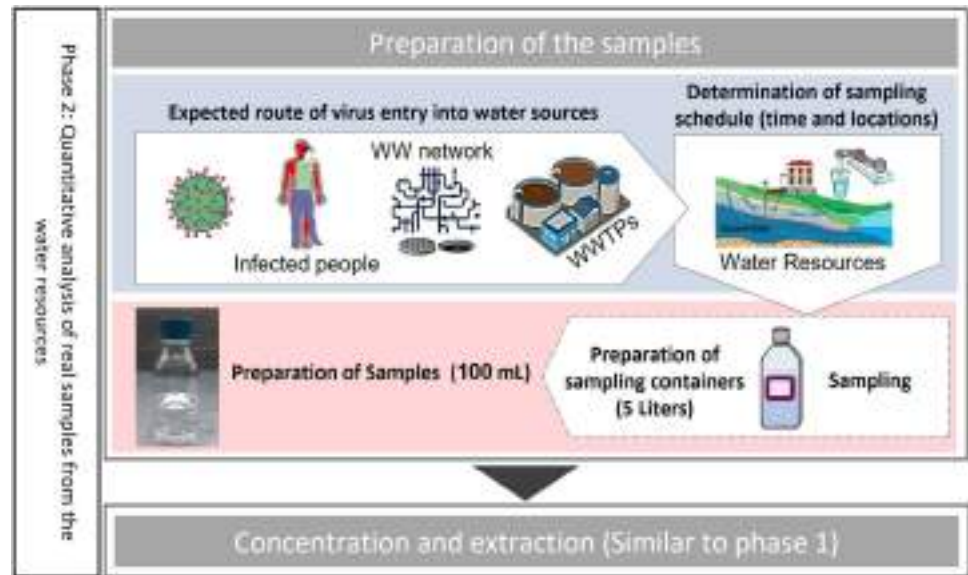 Phase 2: Quantitative analysis of real samples from the
water resources
Preparation of the samples
Expected route of virus entry into water sources
WW network
Infected people
WWTPs
Determination of sampling
schedule (time and locations)
Water Resources
Preparation of Samples (100 mL)
Preparation of
sampling containers
(5 Liters)
Sampling
Concentration and extraction (Similar to phase 1)